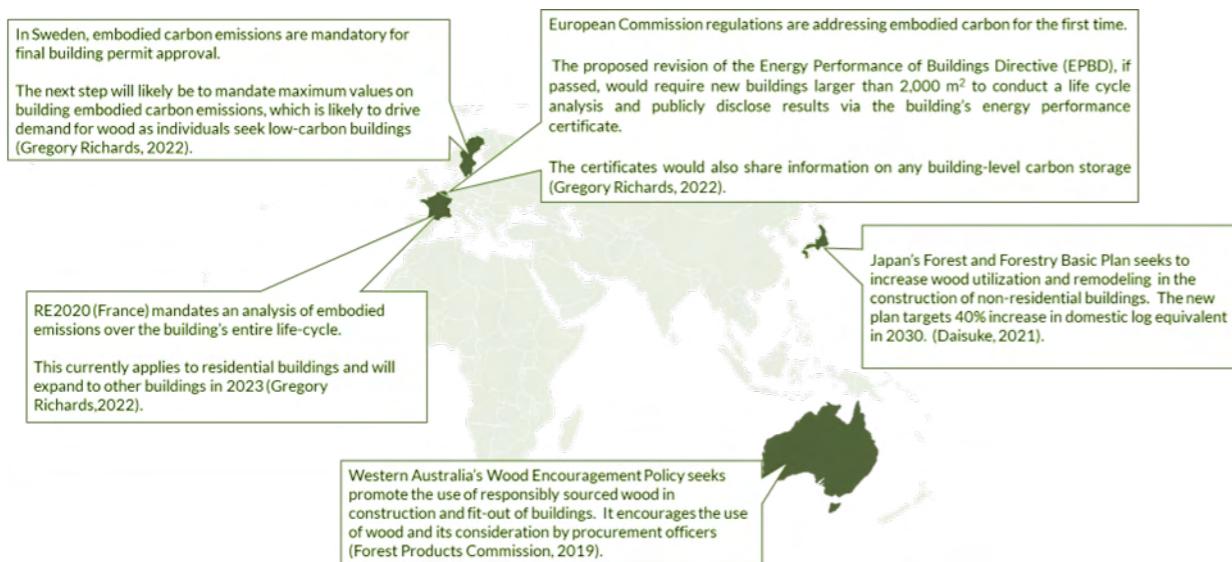 In Sweden, embodied carbon emissions are mandatory for
final building permit approval.
The next step will likely be to mandate maximum values on
building embodied carbon emissions, which is likely to drive
demand for wood as individuals seek low-carbon buildings
(Gregory Richards, 2022).
European Commission regulations are addressing embodied carbon for the first time.
The proposed revision of the Energy Performance of Buildings Directive (EPBD), if
passed, would require new buildings larger than 2,000 m² to conduct a life cycle
analysis and publicly disclose results via the building's energy performance
certificate.
The certificates would also share information on any building-level carbon storage
(Gregory Richards, 2022).
Japan's Forest and Forestry Basic Plan seeks to
increase wood utilization and remodeling in the
construction of non-residential buildings. The new
plan targets 40% increase in domestic log equivalent
in 2030. (Daisuke, 2021).
RE2020 (France) mandates an analysis of embodied
emissions over the building's entire life-cycle.
This currently applies to residential buildings and will
expand to other buildings in 2023 (Gregory
Richards,2022).
Western Australia's Wood Encouragement Policy seeks
promote the use of responsibly sourced wood in
construction and fit-out of buildings. It encourages the use
of wood and its consideration by procurement officers
(Forest Products Commission, 2019).